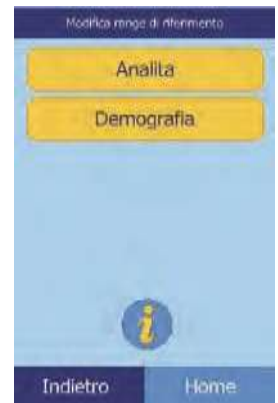 Modifica range di riferimento
Analita
Demografia
i
Indietro
Home